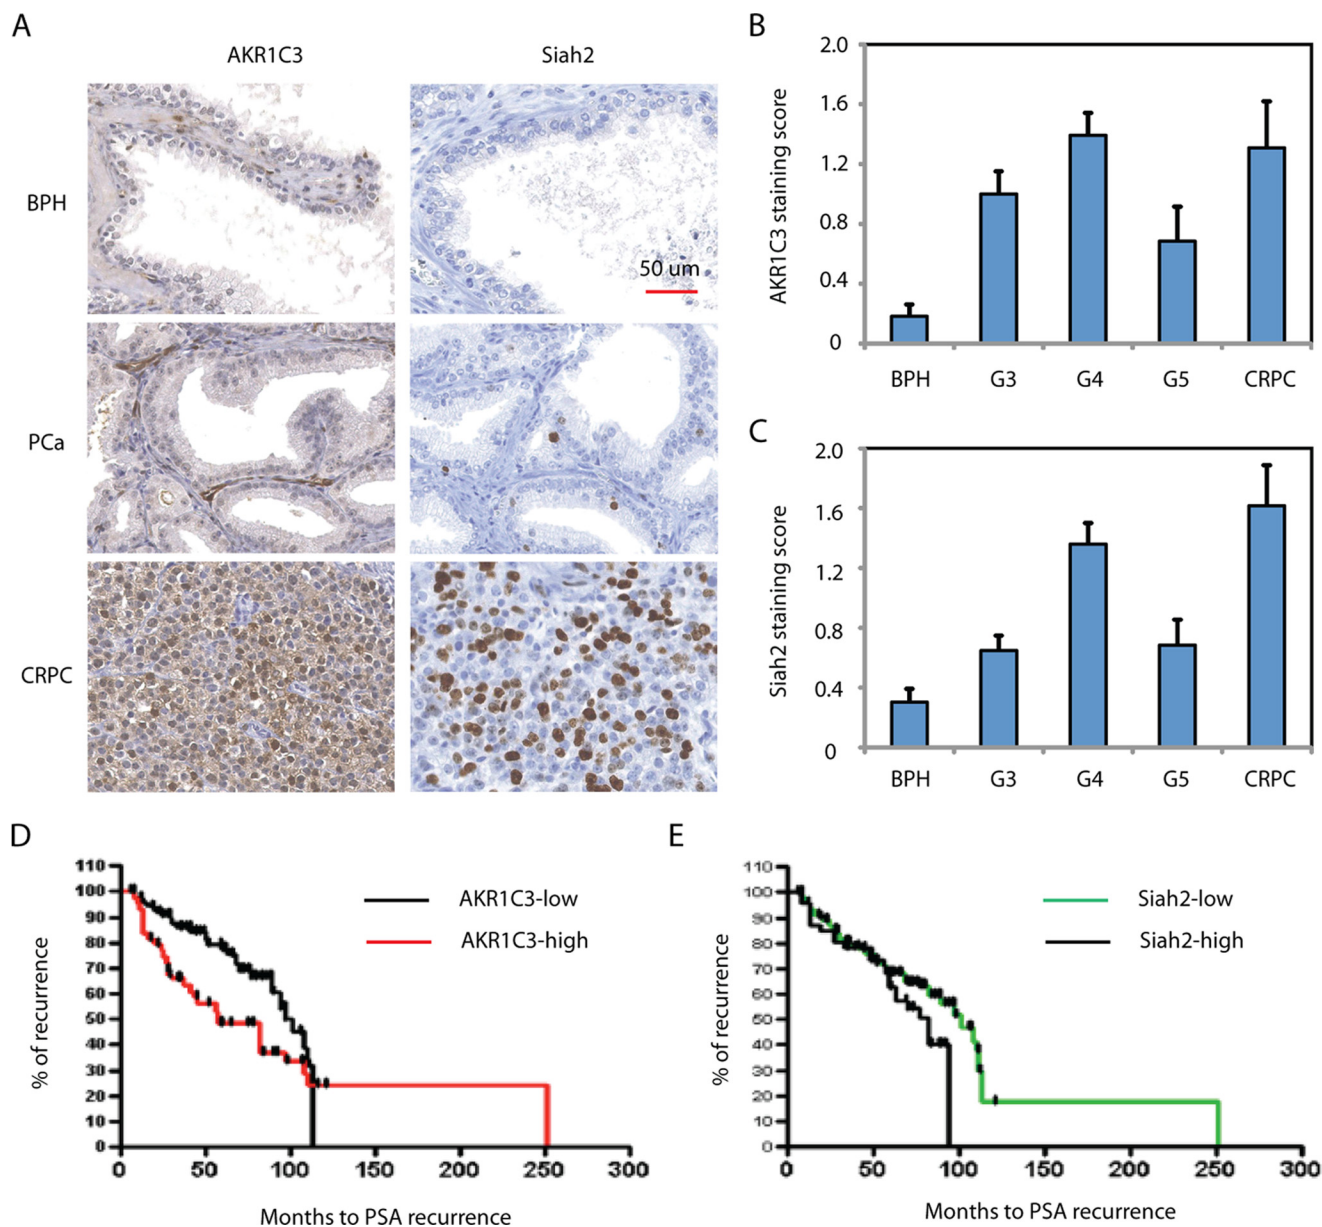 A
AKR1C3
Siah2
BPH
50 um
PCa
CRPC
B
AKR1C3 staining score
2.0
1.6
1.2
0.8
0.4
0
BPH G3 G4 G5 CRPC
C
Siah2 staining score
2.0
1.6
1.2
0.8
0.4
0
BPH G3 G4 G5 CRPC
D
% of recurrence
110
100
90
80
70
60
50
40
30
20
10
0
AKR1C3-low
AKR1C3-high
0 50 100 150 200 250 300
Months to PSA recurrence
E
% of recurrence
110
100
90
80
70
60
50
40
30
20
10
0
Siah2-low
Siah2-high
0 50 100 150 200 250 300
Months to PSA recurrence